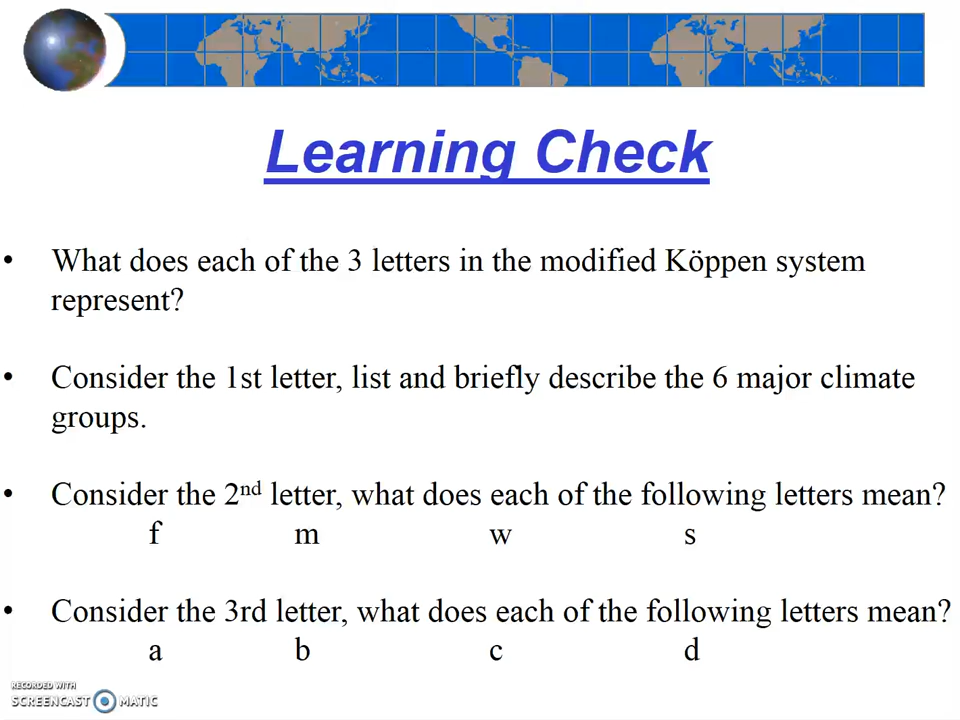 Learning Check
• What does each of the 3 letters in the modified Köppen system
represent?
• Consider the 1st letter, list and briefly describe the 6 major climate
groups.
• Consider the 2nd letter, what does each of the following letters mean?
f m w s
• Consider the 3rd letter, what does each of the following letters mean?
a b c d
RECORDED WITH
SCREENCAST MATIC